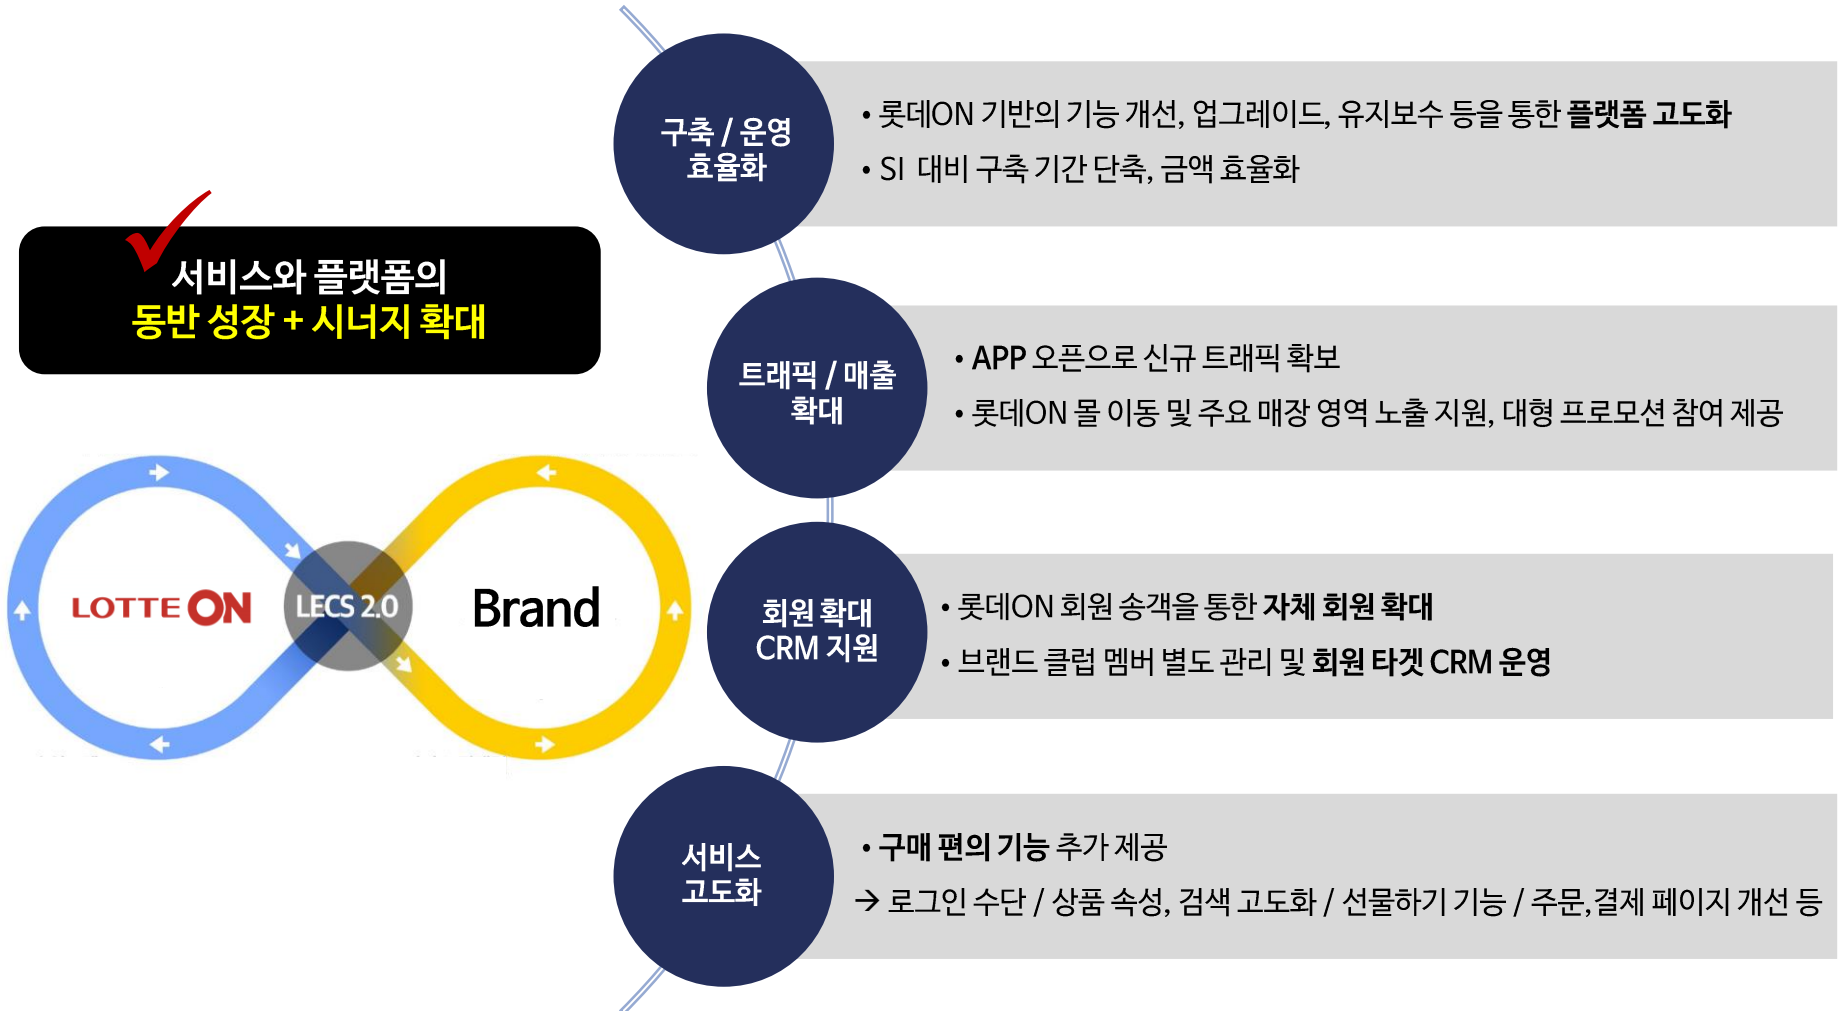 서비스와 플랫폼의
동반 성장 + 시너지 확대
LOTTE ON
LECS 2.0
Brand
구축 / 운영
효율화
• 롯데ON 기반의 기능 개선, 업그레이드, 유지보수 등을 통한 플랫폼 고도화
• SI 대비 구축 기간 단축, 금액 효율화
트래픽 / 매출
확대
• APP 오픈으로 신규 트래픽 확보
• 롯데ON 몰 이동 및 주요 매장 영역 노출 지원, 대형 프로모션 참여 제공
회원 확대
CRM 지원
• 롯데ON 회원 송객을 통한 자체 회원 확대
• 브랜드 클럽 멤버 별도 관리 및 회원 타겟 CRM 운영
서비스
고도화
• 구매 편의 기능 추가 제공
→ 로그인 수단 / 상품 속성, 검색 고도화 / 선물하기 기능 / 주문,결제 페이지 개선 등